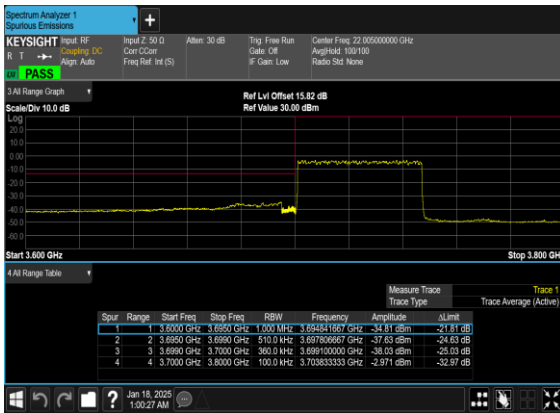 Spectrum Analyzer 1
Spurious Emissions
KEYSIGHT Input: RF Input Z: 50 Ω Atten: 30 dB Trig: Free Run Center Freq: 22.005000000 GHz
R T Coupling: DC Corr CCorr Gate: Off Avg|Hold: 100/100
Align: Auto Freq Ref: Int (S) IF Gain: Low Radio Std: None
PASS
3 All Range Graph Ref Lvl Offset 15.82 dB
Scale/Div 10.0 dB Ref Value 30.00 dBm
Log
20.0
10.0
0.00
-10.0
-20.0
-30.0
-40.0
-50.0
-60.0
Start 3.600 GHz Stop 3.800 GH
4 All Range Table
Measure Trace Trace 1
Trace Type Trace Average (Active)
Spur Range Start Freq Stop Freq RBW Frequency Amplitude ΔLimit
1 1 3.6000 GHz 3.6950 GHz 1.000 MHz 3.694841667 GHz -34.81 dBm -21.81 dB
2 2 3.6950 GHz 3.6990 GHz 510.0 kHz 3.697806667 GHz -37.63 dBm -24.63 dB
3 3 3.6990 GHz 3.7000 GHz 360.0 kHz 3.699100000 GHz -38.03 dBm -25.03 dB
4 4 3.7000 GHz 3.8000 GHz 100.0 kHz 3.703833333 GHz -2.971 dBm -32.97 dB
Jan 18, 2025
1:00:27 AM